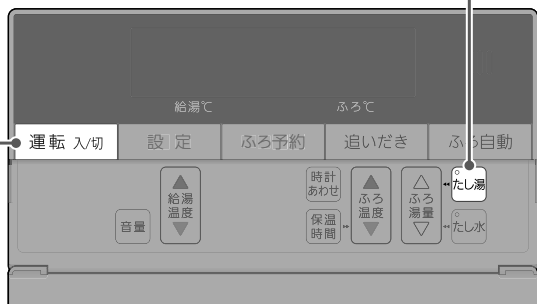 給湯℃ ふろ℃
運転 入/切 設定 ふろ予約 追いだき ふろ自動
時計
あわせ
たし湯
給湯
温度
ふろ
温度
ふろ
湯量
音量
保温
時間
たし水